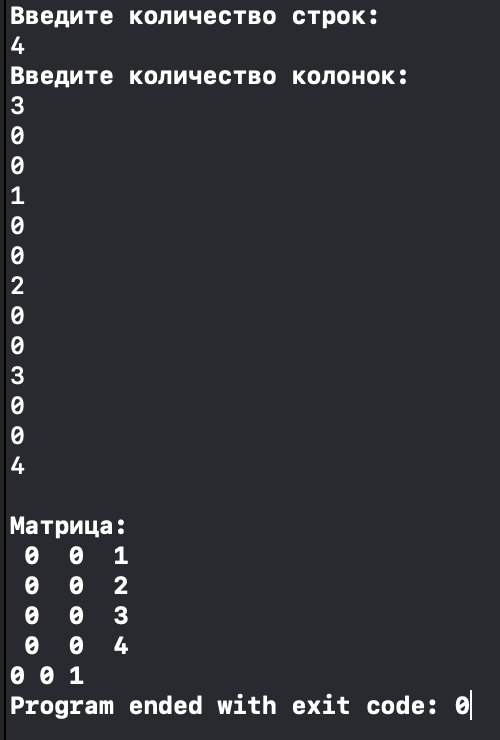 Введите количество строк:
4
Введите количество колонок:
3
0
0
1
0
0
2
0
0
3
0
0
4

Матрица:
 0  0  1
 0  0  2
 0  0  3
 0  0  4
0 0 1
Program ended with exit code: 0